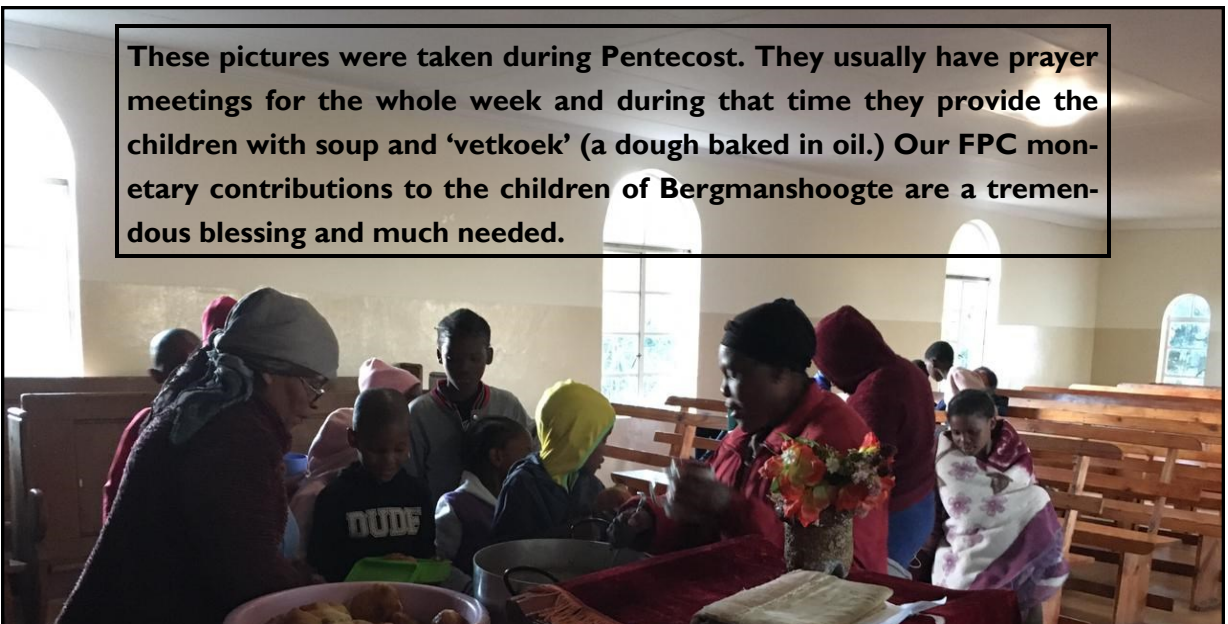 These pictures were taken during Pentecost. They usually have prayer
meetings for the whole week and during that time they provide the
children with soup and ‘vetkoek’ (a dough baked in oil.) Our FPC mon-
etary contributions to the children of Bergmanshoogte are a tremen-
dous blessing and much needed.
DUDE